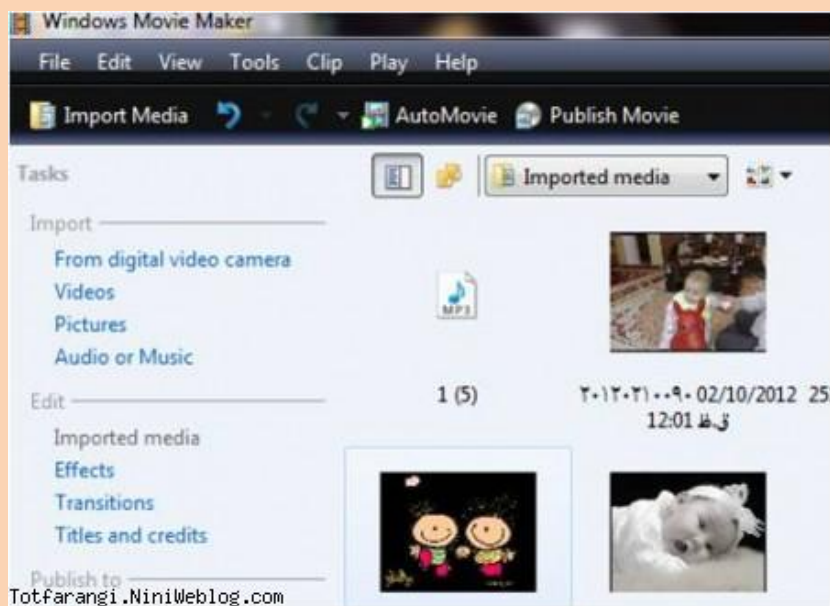 Windows Movie Maker
File Edit View Tools Clip Play Help
Import Media AutoMovie Publish Movie
Tasks
Imported media
Import
From digital video camera
Videos
Pictures
Audio or Music
MP3
1 (5)
۲۰۱۲۰۲۱۰۰۹۰ 02/10/2012 25
12:01 ق.ظ
Edit
Imported media
Effects
Transitions
Titles and credits
Publish to
Totfarangi.NiniWeblog.com